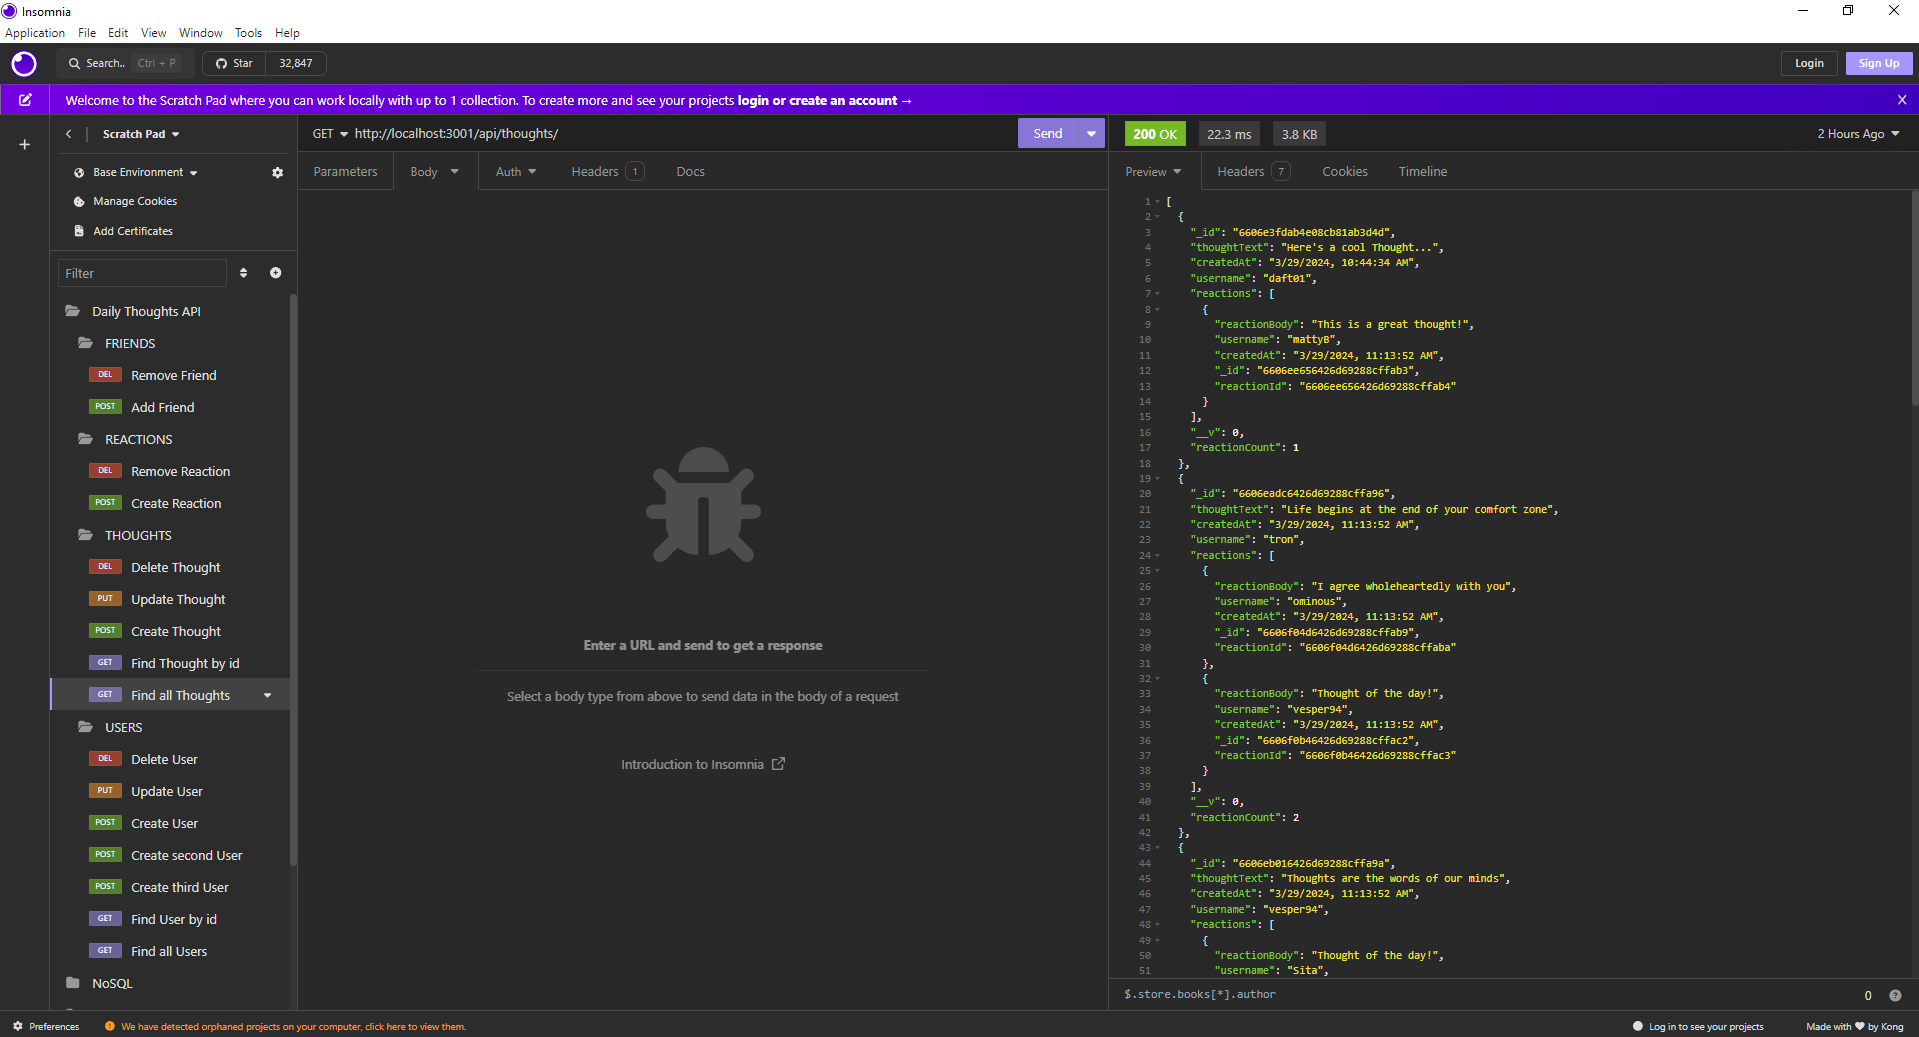 Insomnia
Application File Edit View Window Tools Help
Search.. Ctrl + P Star 32,847 Login Sign Up
Welcome to the Scratch Pad where you can work locally with up to 1 collection. To create more and see your projects login or create an account →
Scratch Pad
Base Environment
Manage Cookies
Add Certificates
Filter
Daily Thoughts API
FRIENDS
DEL Remove Friend
POST Add Friend
REACTIONS
DEL Remove Reaction
POST Create Reaction
THOUGHTS
DEL Delete Thought
PUT Update Thought
POST Create Thought
GET Find Thought by id
GET Find all Thoughts
USERS
DEL Delete User
PUT Update User
POST Create User
POST Create second User
POST Create third User
GET Find User by id
GET Find all Users
NoSQL
GET http://localhost:3001/api/thoughts/ Send
Parameters Body Auth Headers 1 Docs
Enter a URL and send to get a response
Select a body type from above to send data in the body of a request
Introduction to Insomnia
200 OK 22.3 ms 3.8 KB 2 Hours Ago
Preview Headers 7 Cookies Timeline
1 [
2 {
3 "_id": "6606e3fdab4e08cb81ab3d4d",
4 "thoughtText": "Here's a cool Thought...",
5 "createdAt": "3/29/2024, 10:44:34 AM",
6 "username": "daft01",
7 "reactions": [
8 {
9 "reactionBody": "This is a great thought!",
10 "username": "mattyB",
11 "createdAt": "3/29/2024, 11:13:52 AM",
12 "_id": "6606ee656426d69288cffab3",
13 "reactionId": "6606ee656426d69288cffab4"
14 }
15 ],
16 "__v": 0,
17 "reactionCount": 1
18 },
19 {
20 "_id": "6606eadc6426d69288cffa96",
21 "thoughtText": "Life begins at the end of your comfort zone",
22 "createdAt": "3/29/2024, 11:13:52 AM",
23 "username": "tron",
24 "reactions": [
25 {
26 "reactionBody": "I agree wholeheartedly with you",
27 "username": "ominous",
28 "createdAt": "3/29/2024, 11:13:52 AM",
29 "_id": "6606f04d6426d69288cffab9",
30 "reactionId": "6606f04d6426d69288cffaba"
31 },
32 {
33 "reactionBody": "Thought of the day!",
34 "username": "vesper94",
35 "createdAt": "3/29/2024, 11:13:52 AM",
36 "_id": "6606f0b46426d69288cffac2",
37 "reactionId": "6606f0b46426d69288cffac3"
38 }
39 ],
40 "__v": 0,
41 "reactionCount": 2
42 },
43 {
44 "_id": "6606eb016426d69288cffa9a",
45 "thoughtText": "Thoughts are the words of our minds",
46 "createdAt": "3/29/2024, 11:13:52 AM",
47 "username": "vesper94",
48 "reactions": [
49 {
50 "reactionBody": "Thought of the day!",
51 "username": "Sita",
$.store.books[*].author 0
Preferences We have detected orphaned projects on your computer, click here to view them. Log in to see your projects Made with ♥ by Kong